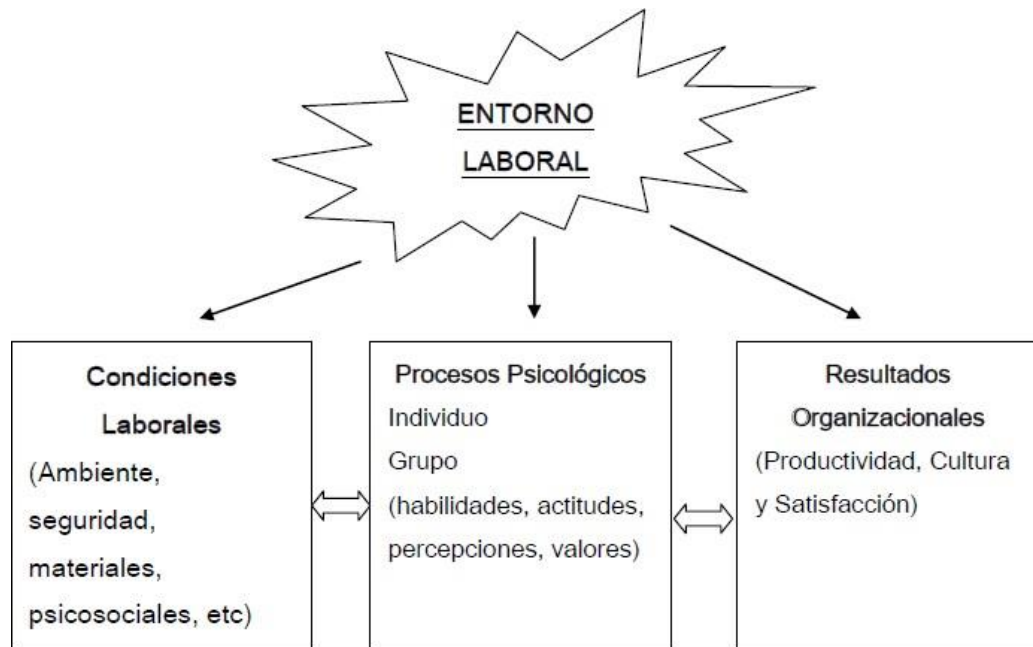 ENTORNO
LABORAL
Condiciones
Laborales
(Ambiente,
seguridad,
materiales,
psicosociales, etc)
Procesos Psicológicos
Individuo
Grupo
(habilidades, actitudes,
percepciones, valores)
Resultados
Organizacionales
(Productividad, Cultura
y Satisfacción)